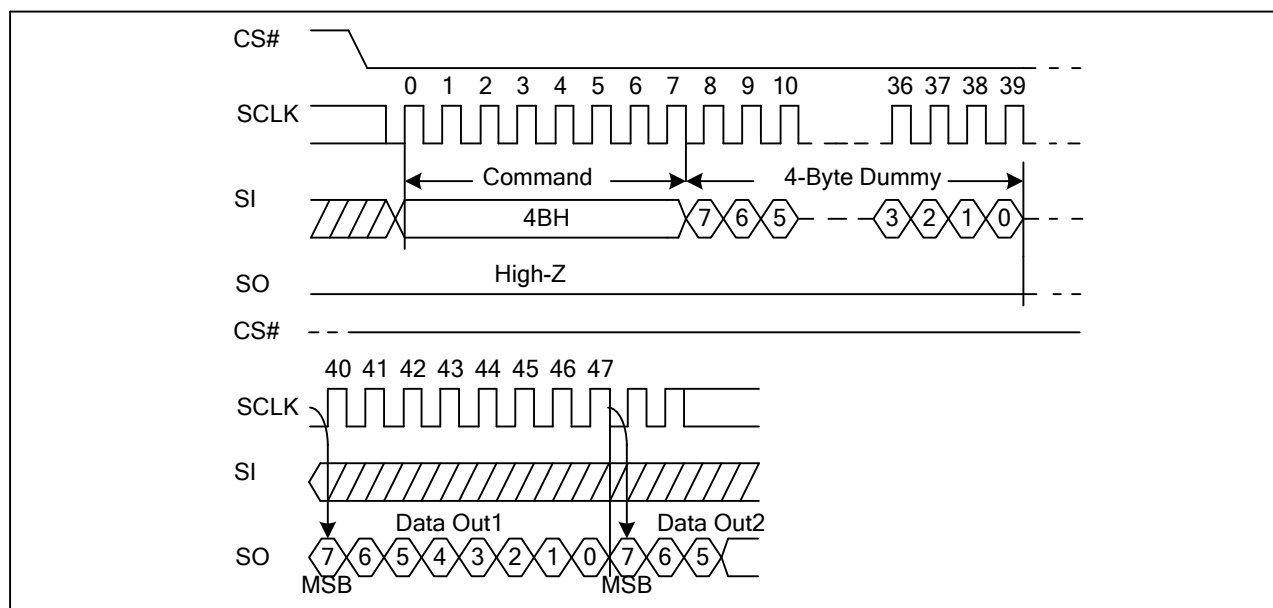 CS#
0 1 2 3 4 5 6 7 8 9 10 36 37 38 39
SCLK
Command 4-Byte Dummy
SI
4BH 7 6 5 3 2 1 0
High-Z
SO
CS#
40 41 42 43 44 45 46 47
SCLK
SI
Data Out1 Data Out2
SO 7 6 5 4 3 2 1 0 7 6 5
MSB MSB